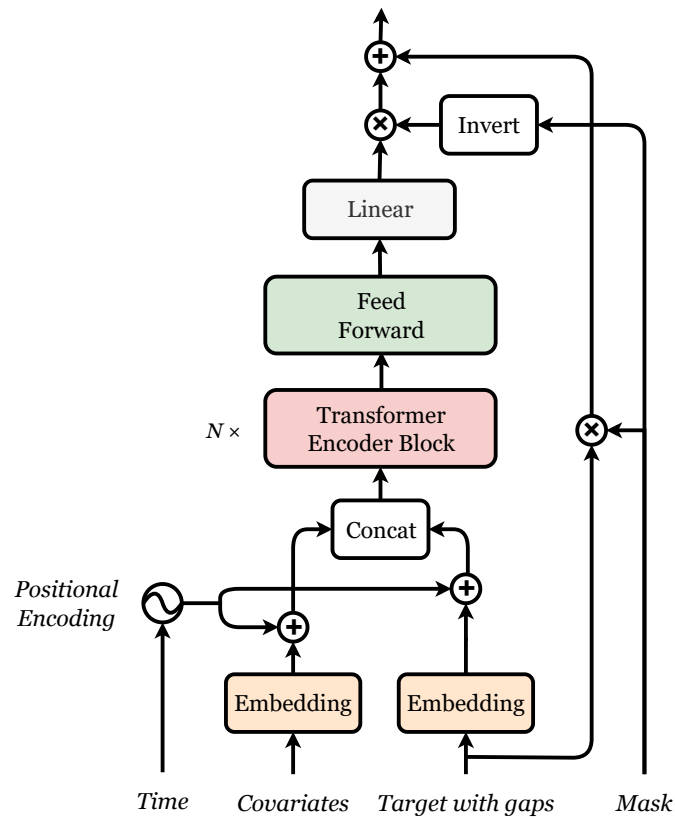 Invert
Linear
Feed
Forward
N ×
Transformer
Encoder Block
Concat
Positional
Encoding
Embedding
Embedding
Time
Covariates
Target with gaps
Mask